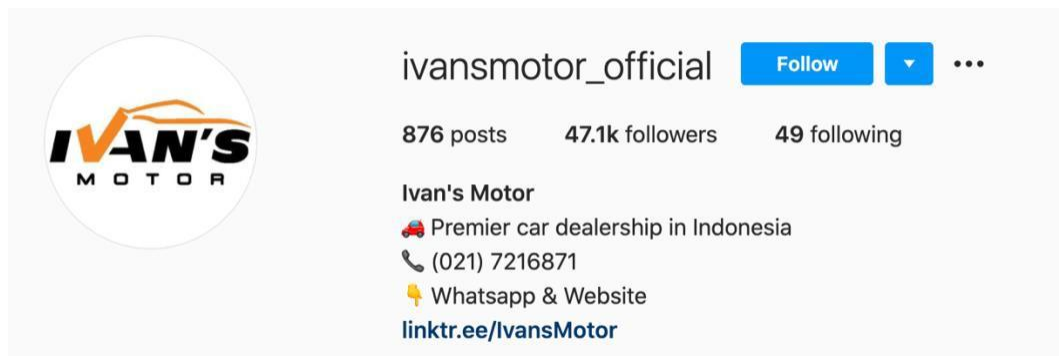 IVAN'S
MOTOR
ivansmotor_official Follow
876 posts 47.1k followers 49 following
Ivan's Motor
🚗 Premier car dealership in Indonesia
📞 (021) 7216871
👇 Whatsapp & Website
linktr.ee/IvansMotor